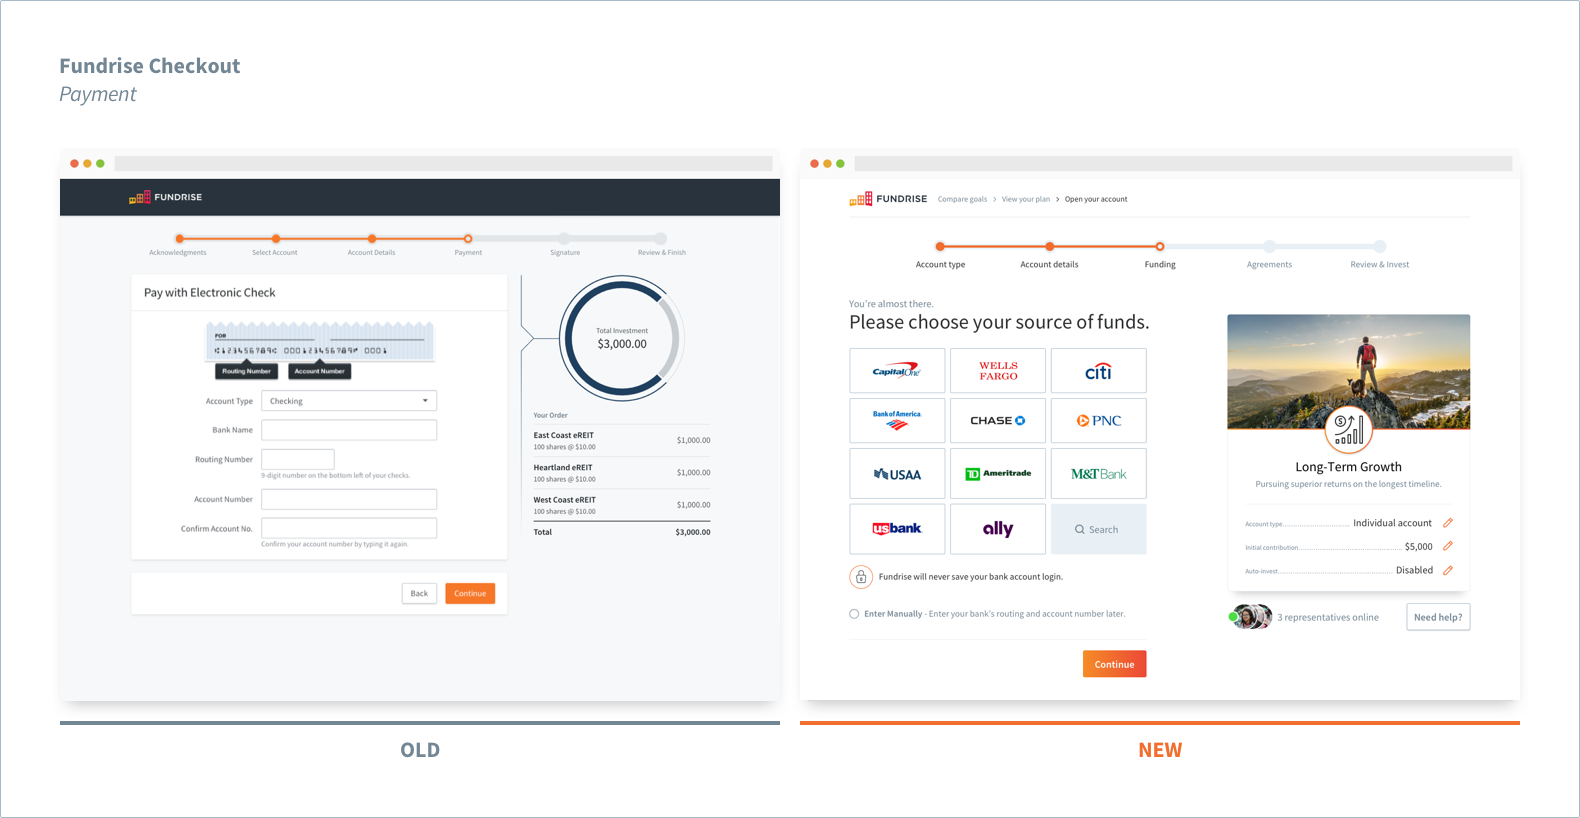 Fundrise Checkout
Payment
FUNDRISE
Acknowledgments
Select Account
Account Details
Payment
Signature
Review & Finish
Pay with Electronic Check
FOR
⑆123456789⑆ 000123456789⑈ 0001
Routing Number
Account Number
Account Type
Checking
Bank Name
Routing Number
9-digit number on the bottom left of your checks.
Account Number
Confirm Account No.
Confirm your account number by typing it again.
Back
Continue
Total Investment
$3,000.00
Your Order
East Coast eREIT
100 shares @ $10.00
$1,000.00
Heartland eREIT
100 shares @ $10.00
$1,000.00
West Coast eREIT
100 shares @ $10.00
$1,000.00
Total
$3,000.00
OLD
FUNDRISE
Compare goals > View your plan > Open your account
Account type
Account details
Funding
Agreements
Review & Invest
You're almost there.
Please choose your source of funds.
Capital One
WELLS
FARGO
citi
Bank of America
CHASE
PNC
USAA
TD Ameritrade
M&T Bank
usbank
ally
Search
Fundrise will never save your bank account login.
Enter Manually - Enter your bank's routing and account number later.
Continue
Long-Term Growth
Pursuing superior returns on the longest timeline.
Account type
Individual account
Initial contribution
$5,000
Auto-invest
Disabled
3 representatives online
Need help?
NEW